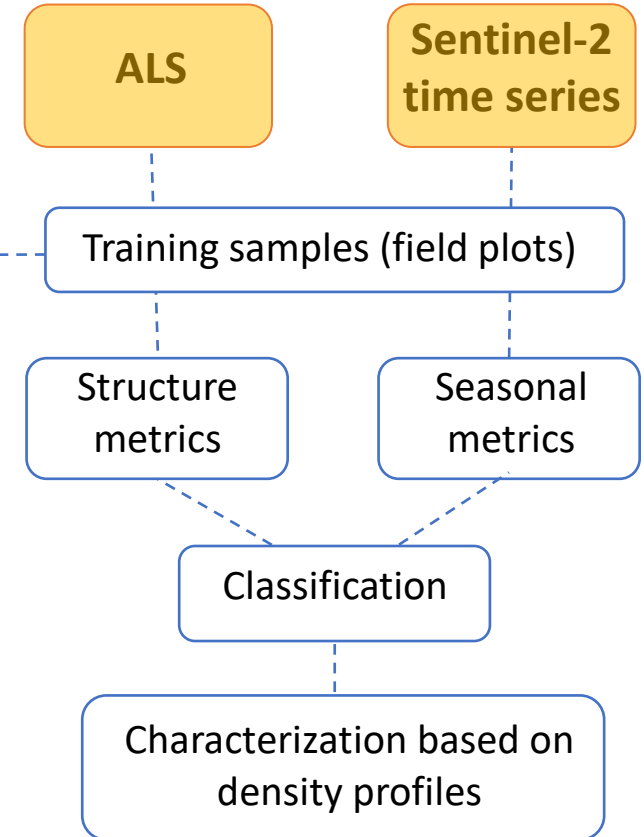 ALS
Sentinel-2
time series
Training samples (field plots)
Structure
metrics
Seasonal
metrics
Classification
Characterization based on
density profiles